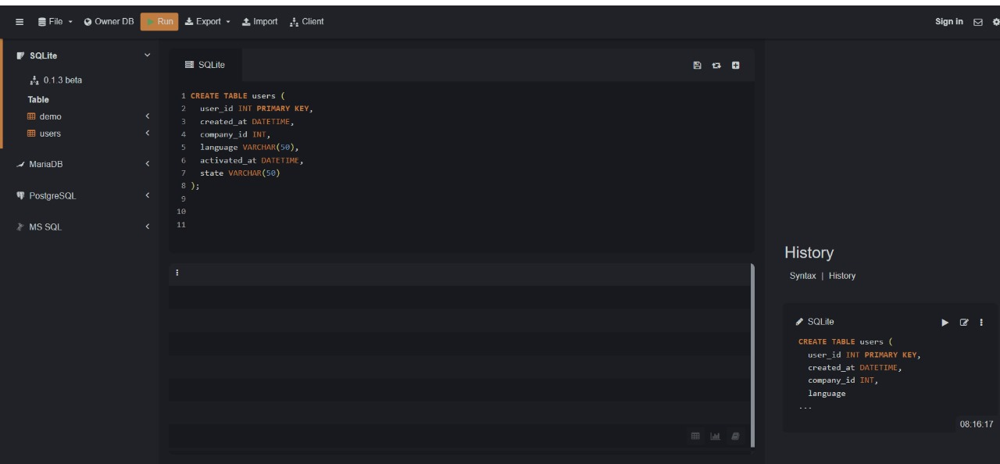 File Owner DB Run Export Import Client Sign in
SQLite
0.1.3 beta
Table
demo
users
MariaDB
PostgreSQL
MS SQL
SQLite
1 CREATE TABLE users (
2 user_id INT PRIMARY KEY,
3 created_at DATETIME,
4 company_id INT,
5 language VARCHAR(50),
6 activated_at DATETIME,
7 state VARCHAR(50)
8 );
9
10
11
History
Syntax | History
SQLite
CREATE TABLE users (
user_id INT PRIMARY KEY,
created_at DATETIME,
company_id INT,
language
...
08:16:17